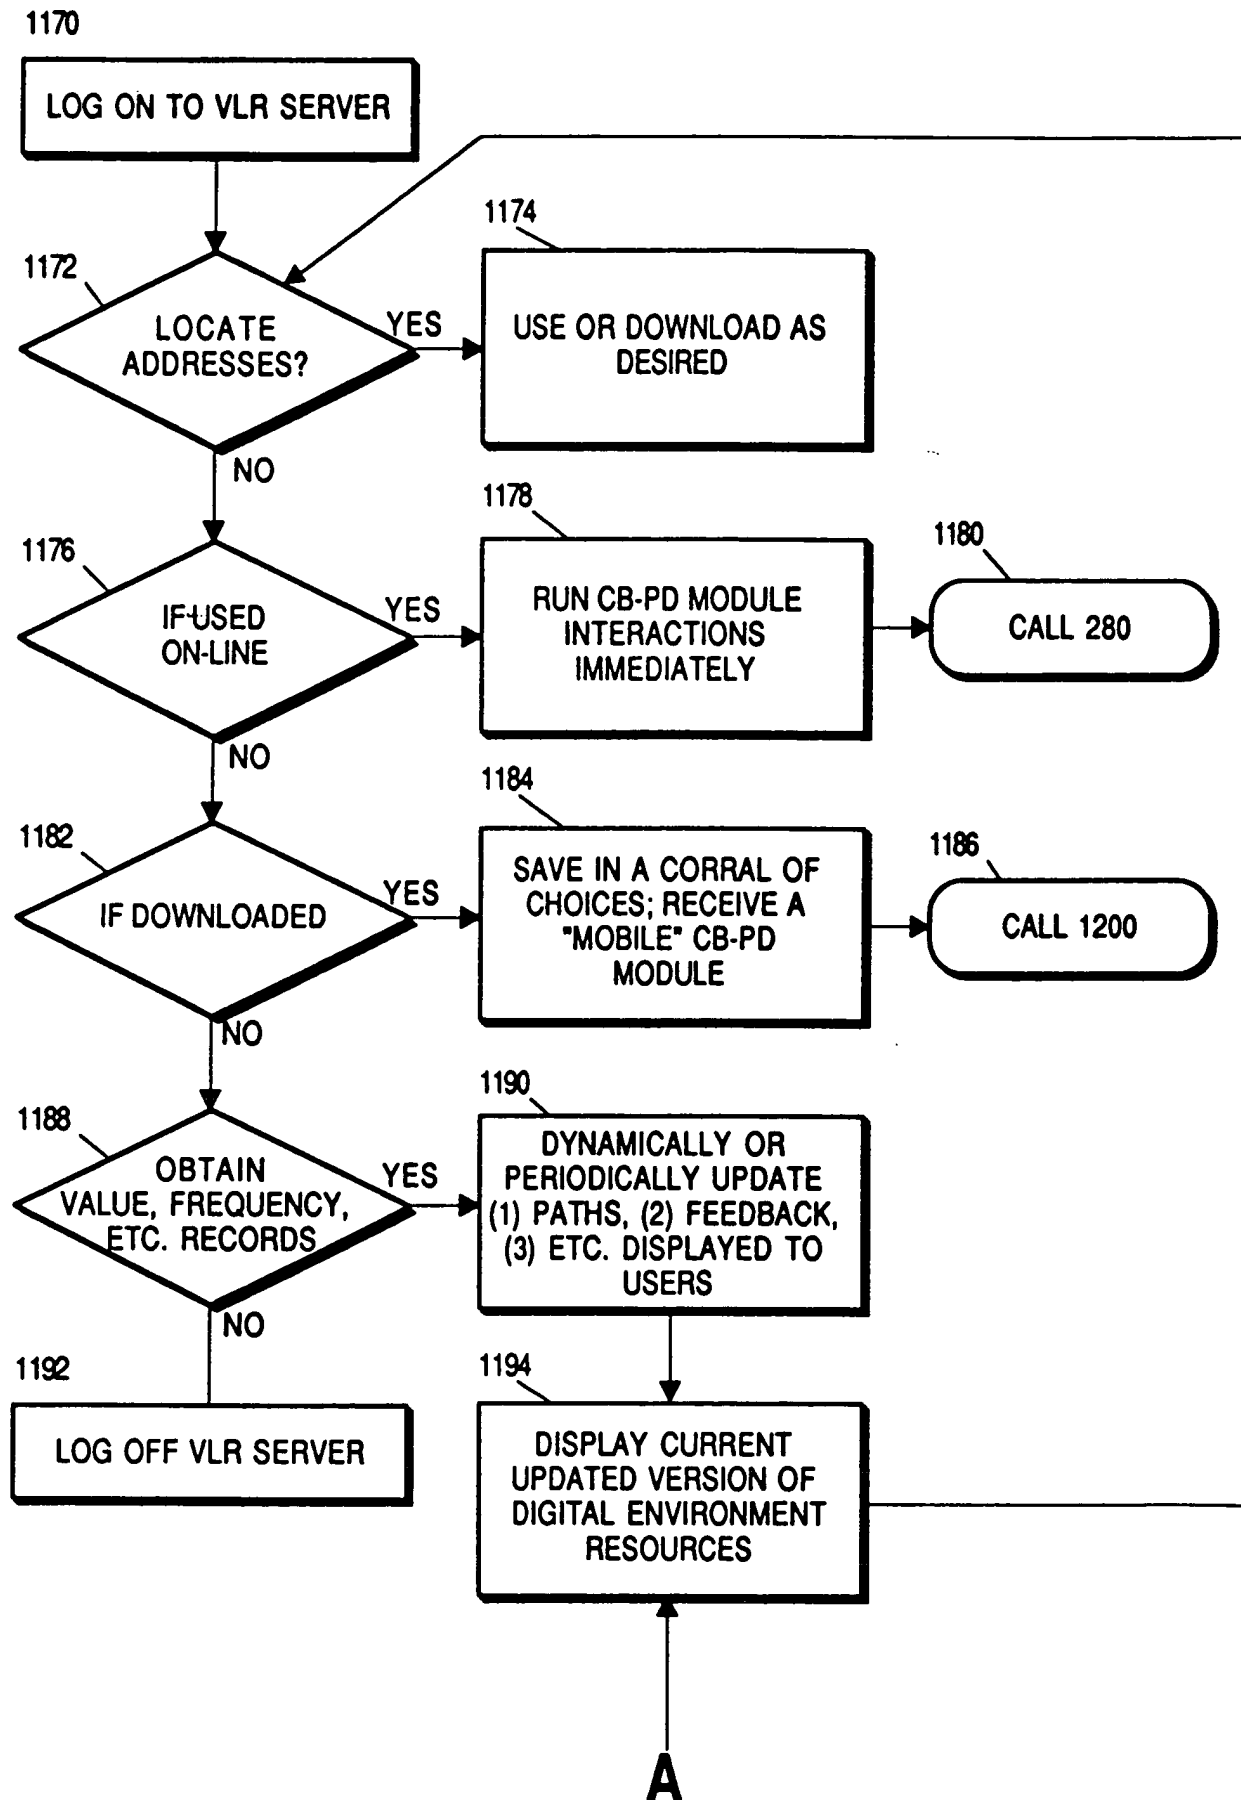 1170
LOG ON TO VLR SERVER
1172
LOCATE
ADDRESSES?
YES
NO
1174
USE OR DOWNLOAD AS
DESIRED
1176
IF USED
ON-LINE
YES
NO
1178
RUN CB-PD MODULE
INTERACTIONS
IMMEDIATELY
1180
CALL 280
1182
IF DOWNLOADED
YES
NO
1184
SAVE IN A CORRAL OF
CHOICES; RECEIVE A
"MOBILE" CB-PD
MODULE
1186
CALL 1200
1188
OBTAIN
VALUE, FREQUENCY,
ETC. RECORDS
YES
NO
1190
DYNAMICALLY OR
PERIODICALLY UPDATE
(1) PATHS, (2) FEEDBACK,
(3) ETC. DISPLAYED TO
USERS
1192
LOG OFF VLR SERVER
1194
DISPLAY CURRENT
UPDATED VERSION OF
DIGITAL ENVIRONMENT
RESOURCES
A